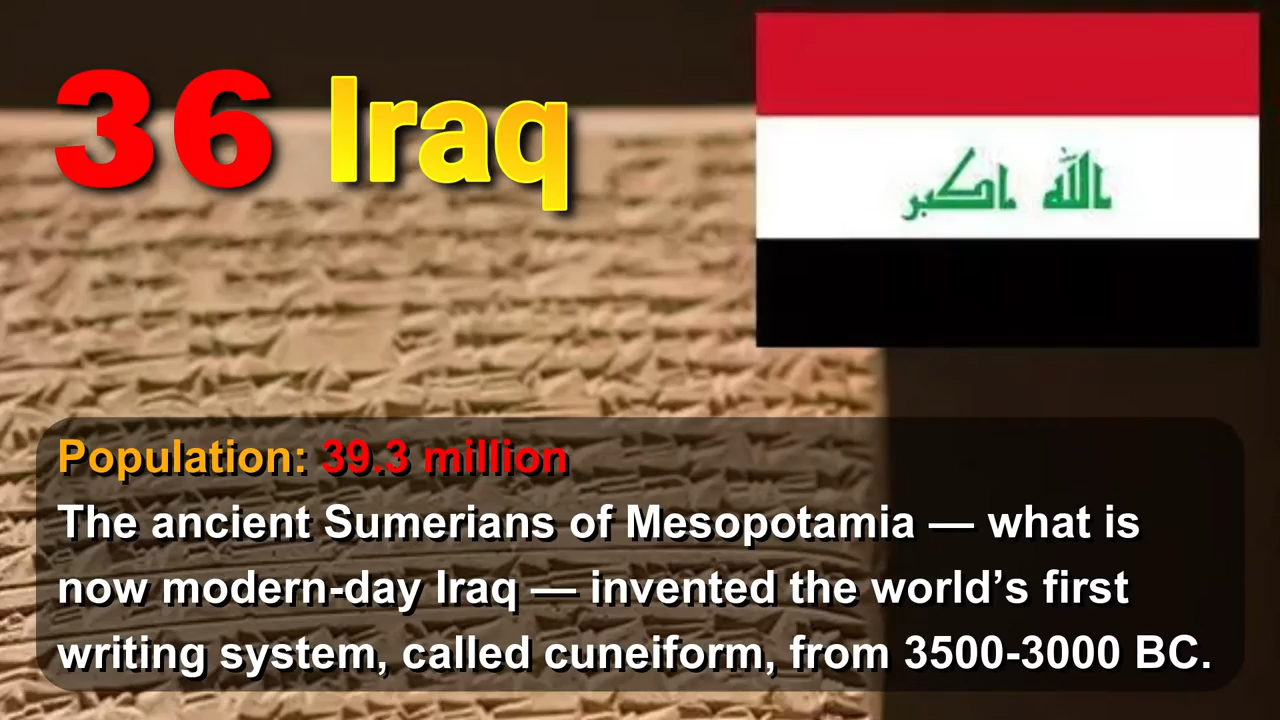 36 Iraq
الله اكبر
Population: 39.3 million
The ancient Sumerians of Mesopotamia — what is
now modern-day Iraq — invented the world’s first
writing system, called cuneiform, from 3500-3000 BC.